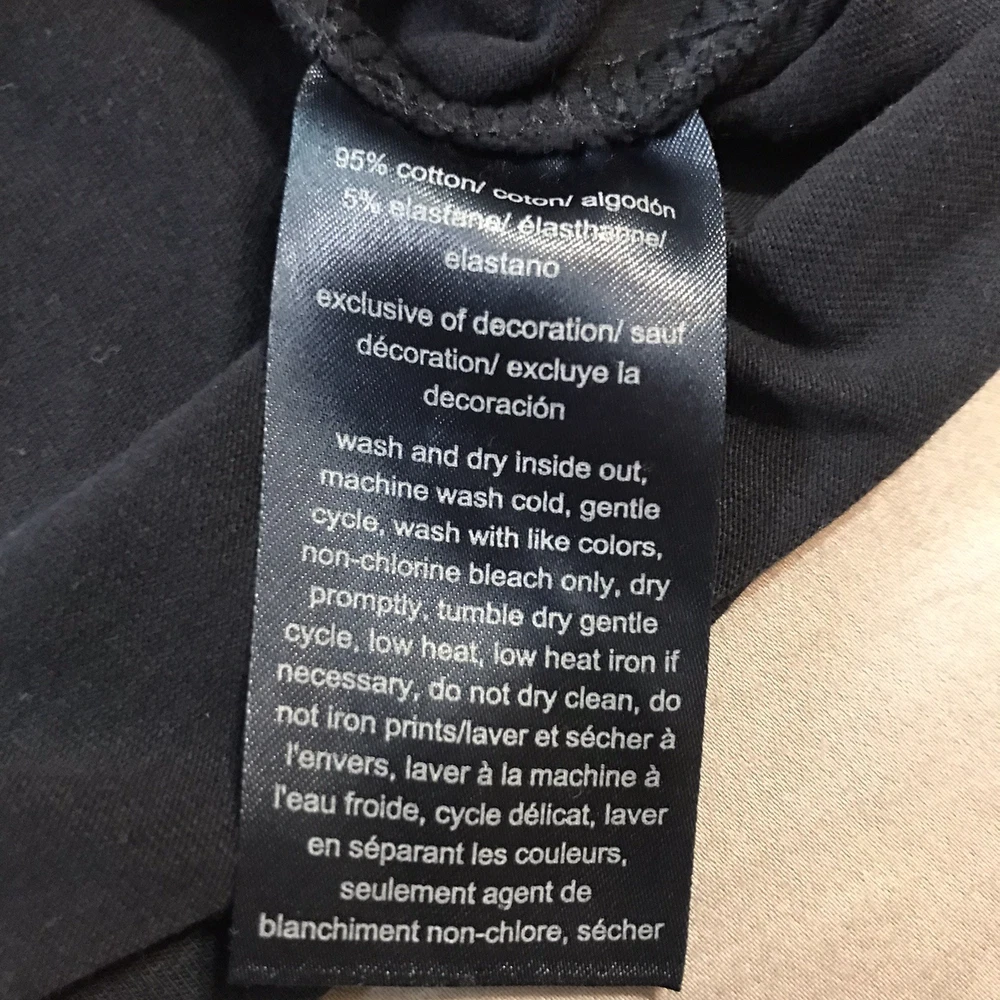 95% cotton/ coton/ algodón
5% elastane/ élasthanne/
elastano
exclusive of decoration/ sauf
décoration/ excluye la
decoración
wash and dry inside out,
machine wash cold, gentle
cycle, wash with like colors,
non-chlorine bleach only, dry
promptly, tumble dry gentle
cycle, low heat, low heat iron if
necessary, do not dry clean, do
not iron prints/laver et sécher à
l'envers, laver à la machine à
l'eau froide, cycle délicat, laver
en séparant les couleurs,
seulement agent de
blanchiment non-chlore, sécher